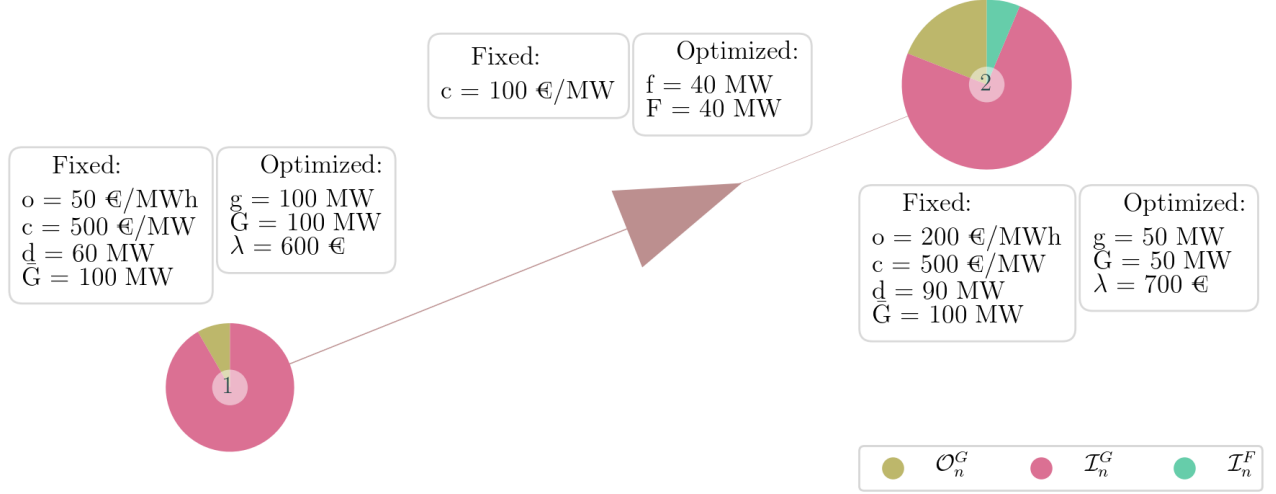 Fixed:
c = 100 €/MW
Optimized:
f = 40 MW
F = 40 MW
2
Fixed:
o = 50 €/MWh
c = 500 €/MW
d = 60 MW
Ḡ = 100 MW
Optimized:
g = 100 MW
G = 100 MW
λ = 600 €
Fixed:
o = 200 €/MWh
c = 500 €/MW
d = 90 MW
Ḡ = 100 MW
Optimized:
g = 50 MW
G = 50 MW
λ = 700 €
1
𝒪ₙᴳ ℐₙᴳ ℐₙᶠ